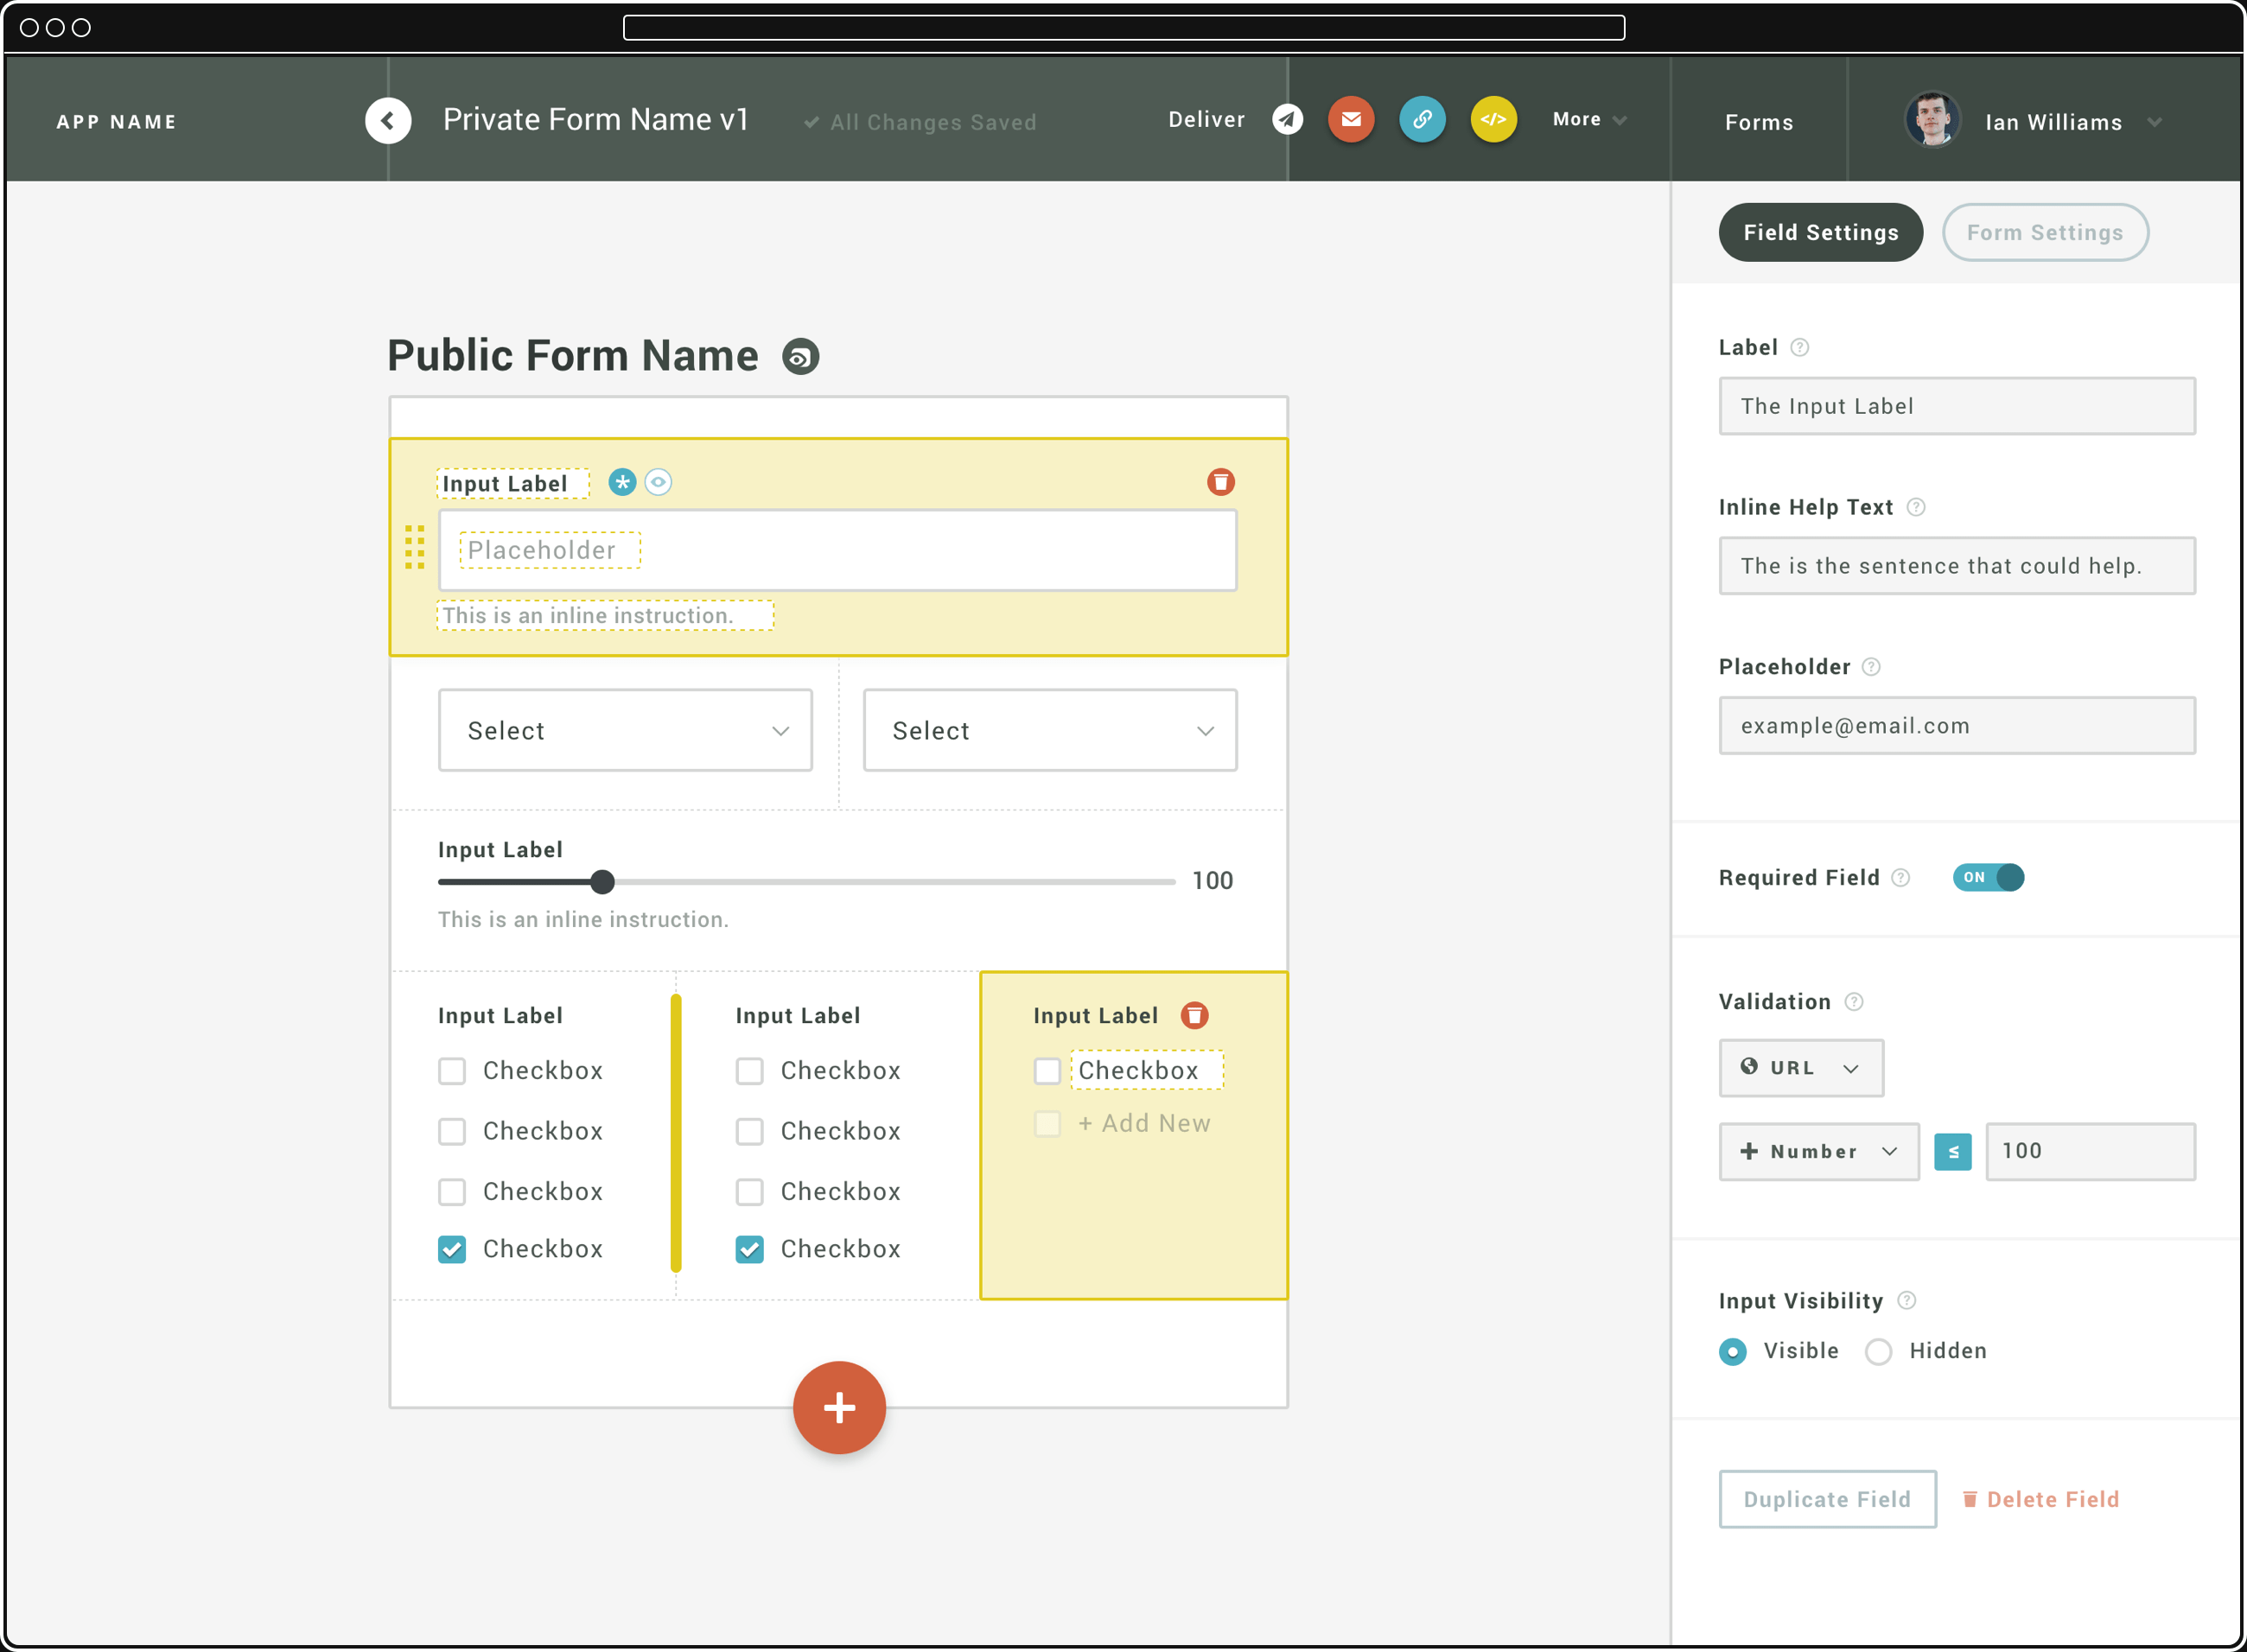 APP NAME
Private Form Name v1
All Changes Saved
Deliver
</>
More
Forms
Ian Williams
Field Settings
Form Settings
Public Form Name
Input Label
*
Placeholder
This is an inline instruction.
Select
Select
Input Label
100
This is an inline instruction.
Input Label
Checkbox
Checkbox
Checkbox
Checkbox
Input Label
Checkbox
Checkbox
Checkbox
Checkbox
Input Label
Checkbox
+ Add New
+
Label ?
The Input Label
Inline Help Text ?
The is the sentence that could help.
Placeholder ?
example@email.com
Required Field ? ON
Validation ?
URL
+ Number ≤ 100
Input Visibility ?
Visible Hidden
Duplicate Field Delete Field